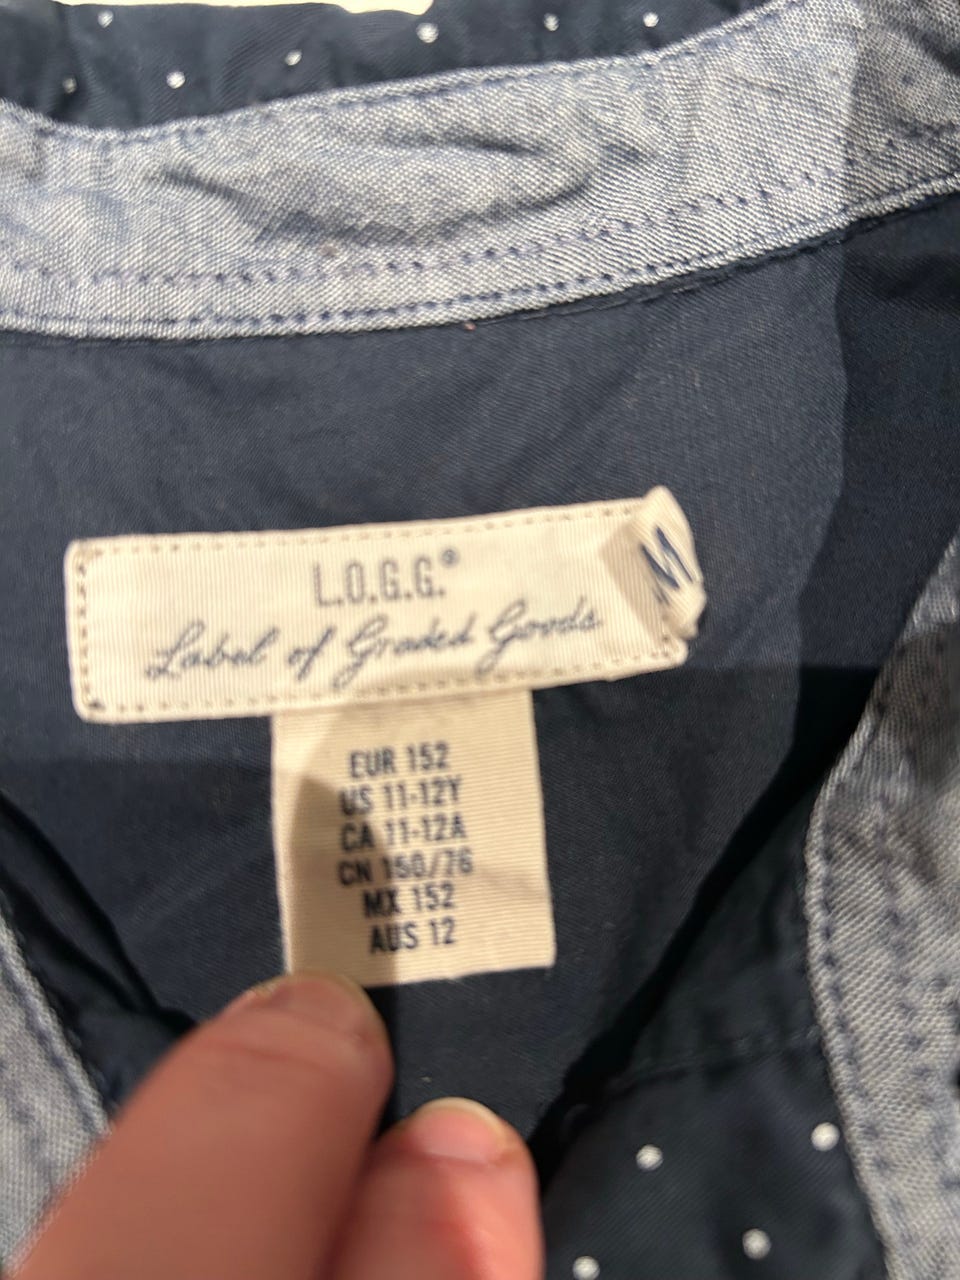 L.O.G.G.®
Label of Graded Goods
M
EUR 152
US 11-12Y
CA 11-12A
CN 150/76
MX 152
AUS 12